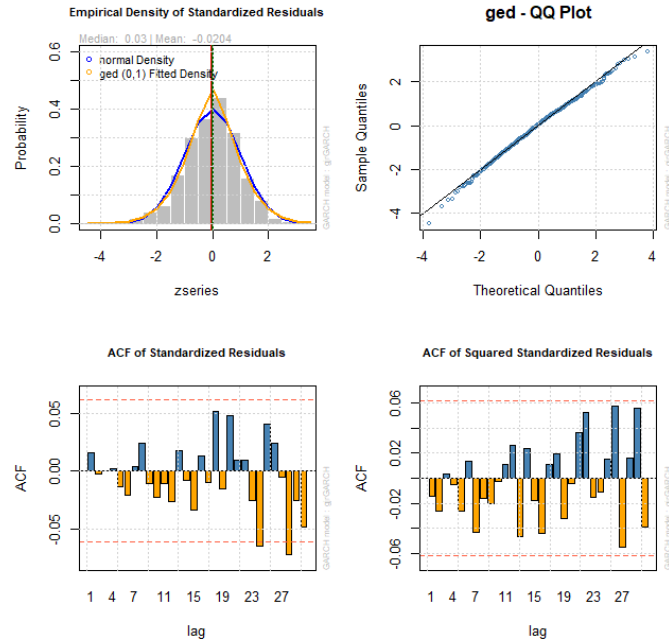 Empirical Density of Standardized Residuals
Median: 0.03 | Mean: -0.0204
normal Density
ged (0,1) Fitted Density
Probability
0.0 0.2 0.4 0.6
-4 -2 0 2
zseries
GARCH model : gjrGARCH
ged - QQ Plot
Sample Quantiles
-4 -2 0 2
-4 -2 0 2 4
Theoretical Quantiles
GARCH model : gjrGARCH
ACF of Standardized Residuals
ACF
-0.05 0.00 0.05
1 4 7 11 15 19 23 27
lag
GARCH model : gjrGARCH
ACF of Squared Standardized Residuals
ACF
-0.06 -0.02 0.02 0.06
1 4 7 11 15 19 23 27
lag
GARCH model : gjrGARCH